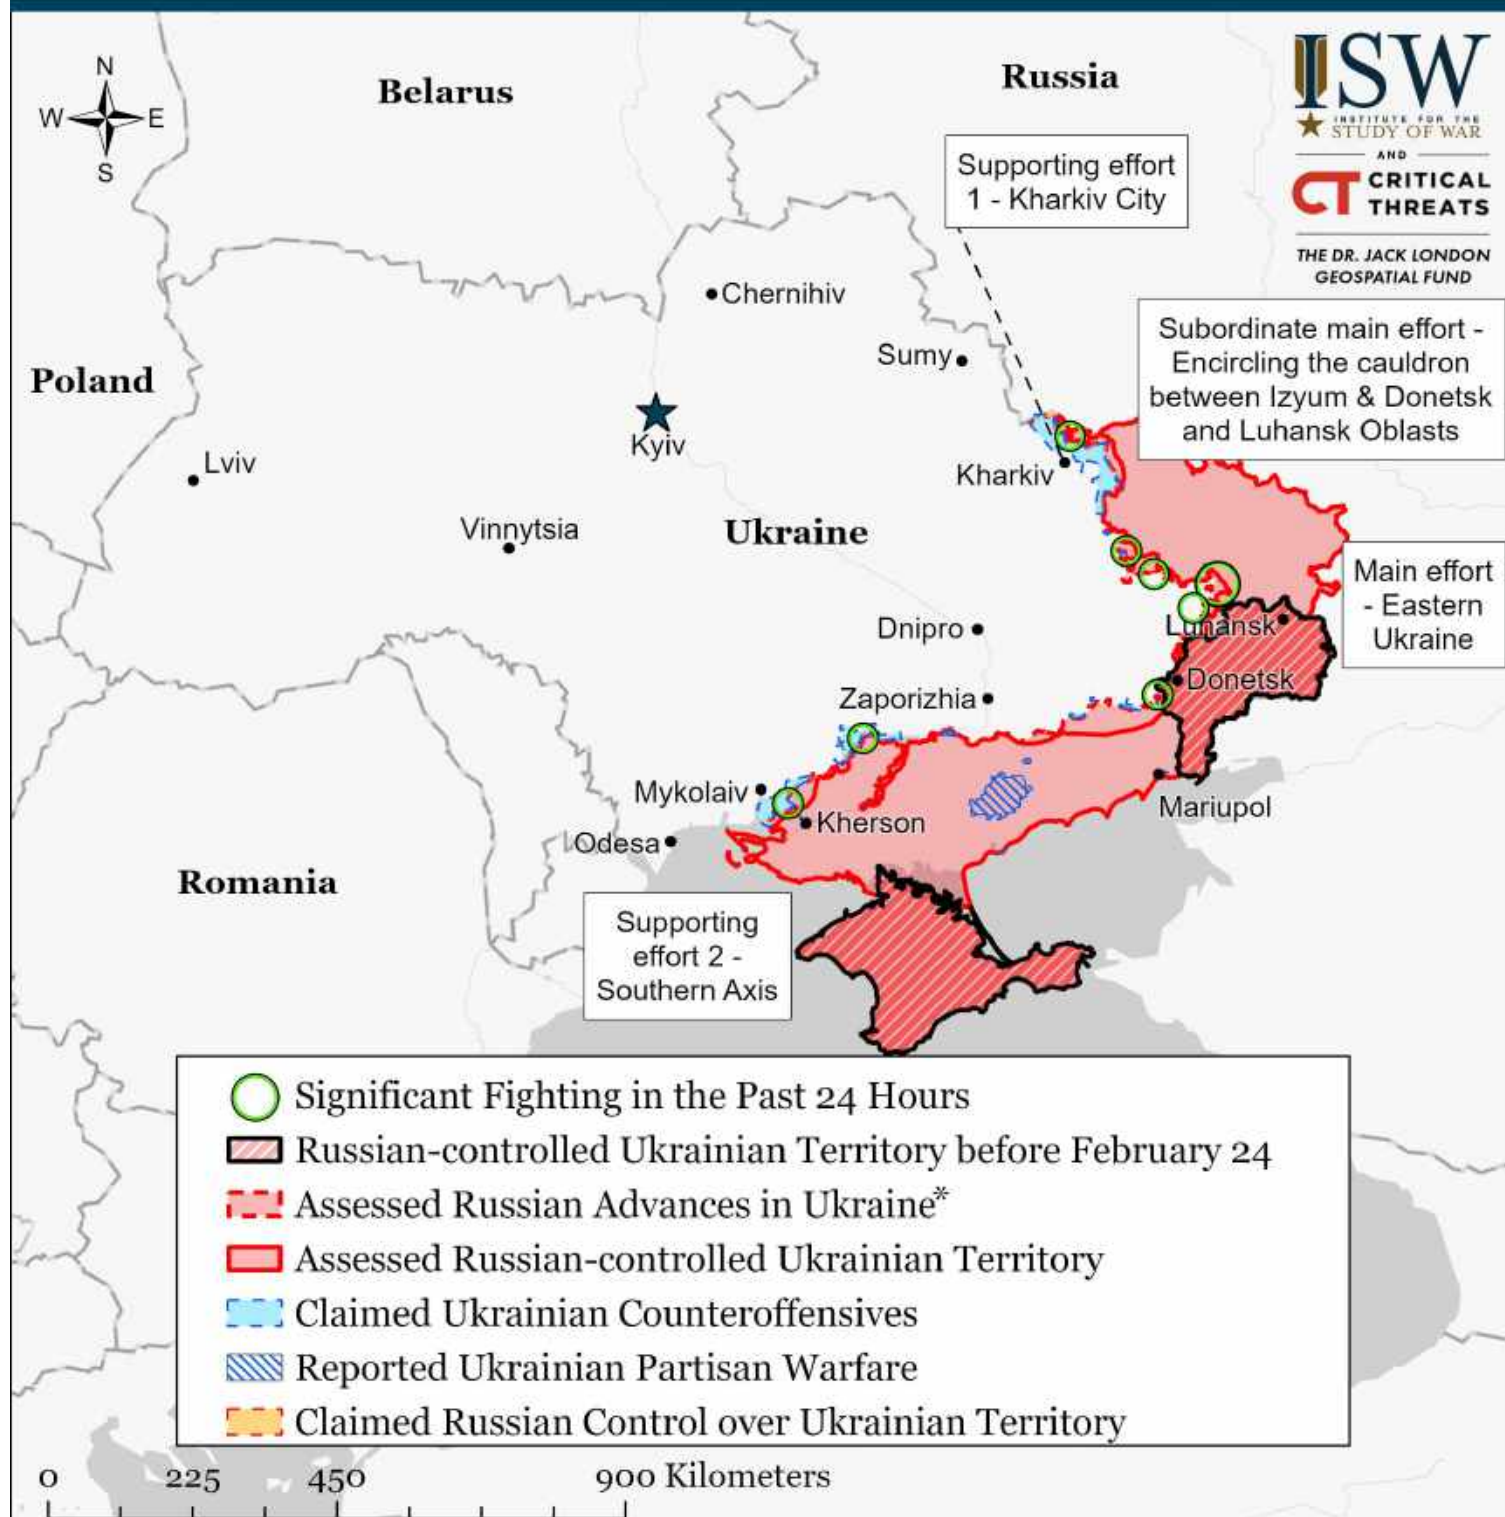 N
W E
S
Belarus
Russia
ISW
INSTITUTE FOR THE
STUDY OF WAR
AND
CT CRITICAL
THREATS
THE DR. JACK LONDON
GEOSPATIAL FUND
Supporting effort
1 - Kharkiv City
Chernihiv
Subordinate main effort -
Encircling the cauldron
between Izyum & Donetsk
and Luhansk Oblasts
Sumy
Poland
Kyiv
Lviv
Kharkiv
Vinnytsia
Ukraine
Main effort
- Eastern
Ukraine
Dnipro
Luhansk
Donetsk
Zaporizhia
Mykolaiv
Mariupol
Kherson
Odesa
Romania
Supporting
effort 2 -
Southern Axis
Significant Fighting in the Past 24 Hours
Russian-controlled Ukrainian Territory before February 24
Assessed Russian Advances in Ukraine*
Assessed Russian-controlled Ukrainian Territory
Claimed Ukrainian Counteroffensives
Reported Ukrainian Partisan Warfare
Claimed Russian Control over Ukrainian Territory
0 225 450 900 Kilometers